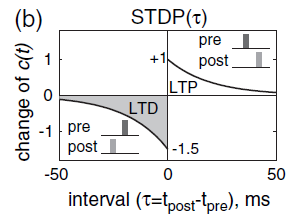 (b) STDP(τ)
change of c(t)
1
0
-1
+1
pre
post
LTP
LTD
pre
post
-1.5
-50 0 50
interval (τ=tpost-tpre), ms